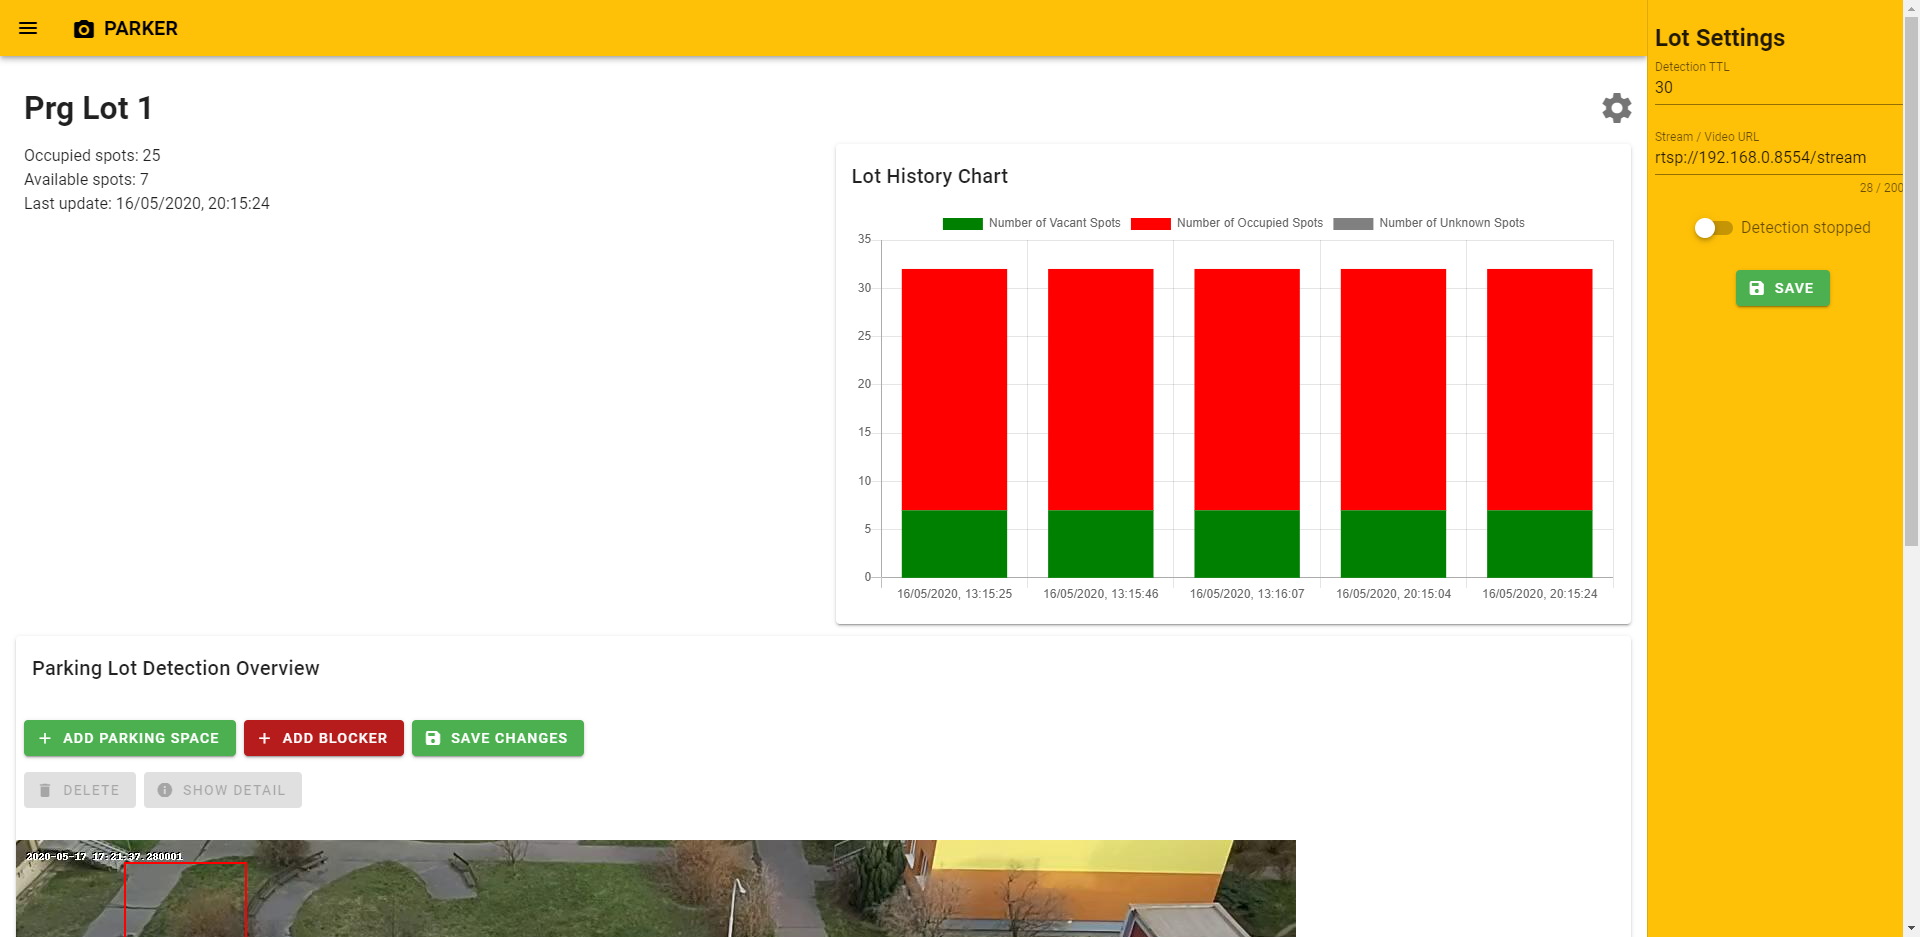 PARKER
Prg Lot 1
Occupied spots: 25
Available spots: 7
Last update: 16/05/2020, 20:15:24
Lot History Chart
Number of Vacant Spots Number of Occupied Spots Number of Unknown Spots
35
30
25
20
15
10
5
0
16/05/2020, 13:15:25 16/05/2020, 13:15:46 16/05/2020, 13:16:07 16/05/2020, 20:15:04 16/05/2020, 20:15:24
Parking Lot Detection Overview
ADD PARKING SPACE ADD BLOCKER SAVE CHANGES
DELETE SHOW DETAIL
2020-05-17 17:21:37.280001
Lot Settings
Detection TTL
30
Stream / Video URL
rtsp://192.168.0.8554/stream
28 / 200
Detection stopped
SAVE